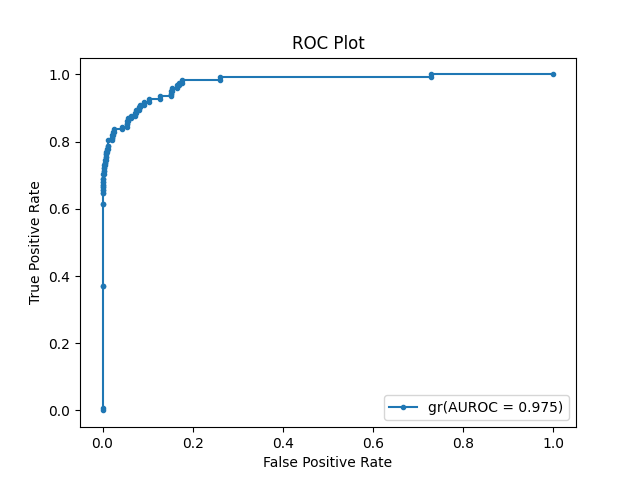 ROC Plot
1.0
0.8
0.6
0.4
0.2
0.0
True Positive Rate
gr(AUROC = 0.975)
0.0 0.2 0.4 0.6 0.8 1.0
False Positive Rate